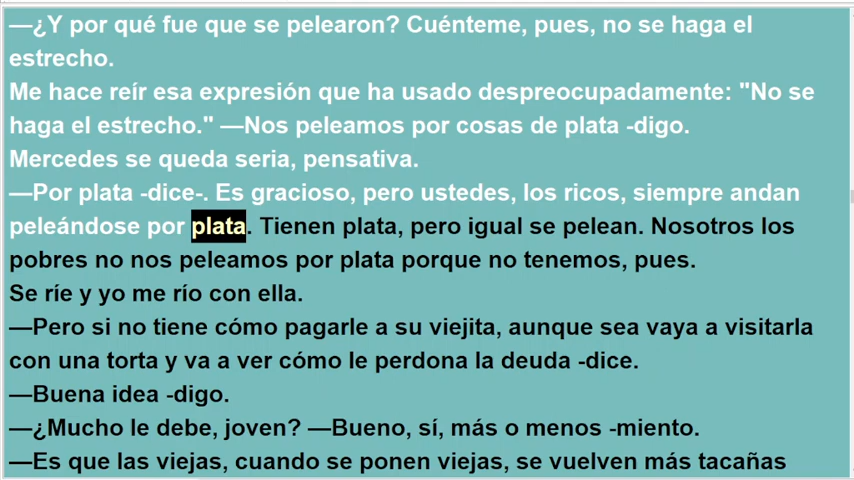 —¿Y por qué fue que se pelearon? Cuénteme, pues, no se haga el
estrecho.
Me hace reír esa expresión que ha usado despreocupadamente: "No se
haga el estrecho." —Nos peleamos por cosas de plata -digo.
Mercedes se queda seria, pensativa.
—Por plata -dice-. Es gracioso, pero ustedes, los ricos, siempre andan
peleándose por plata. Tienen plata, pero igual se pelean. Nosotros los
pobres no nos peleamos por plata porque no tenemos, pues.
Se ríe y yo me río con ella.
—Pero si no tiene cómo pagarle a su viejita, aunque sea vaya a visitarla
con una torta y va a ver cómo le perdona la deuda -dice.
—Buena idea -digo.
—¿Mucho le debe, joven? —Bueno, sí, más o menos -miento.
—Es que las viejas, cuando se ponen viejas, se vuelven más tacañas